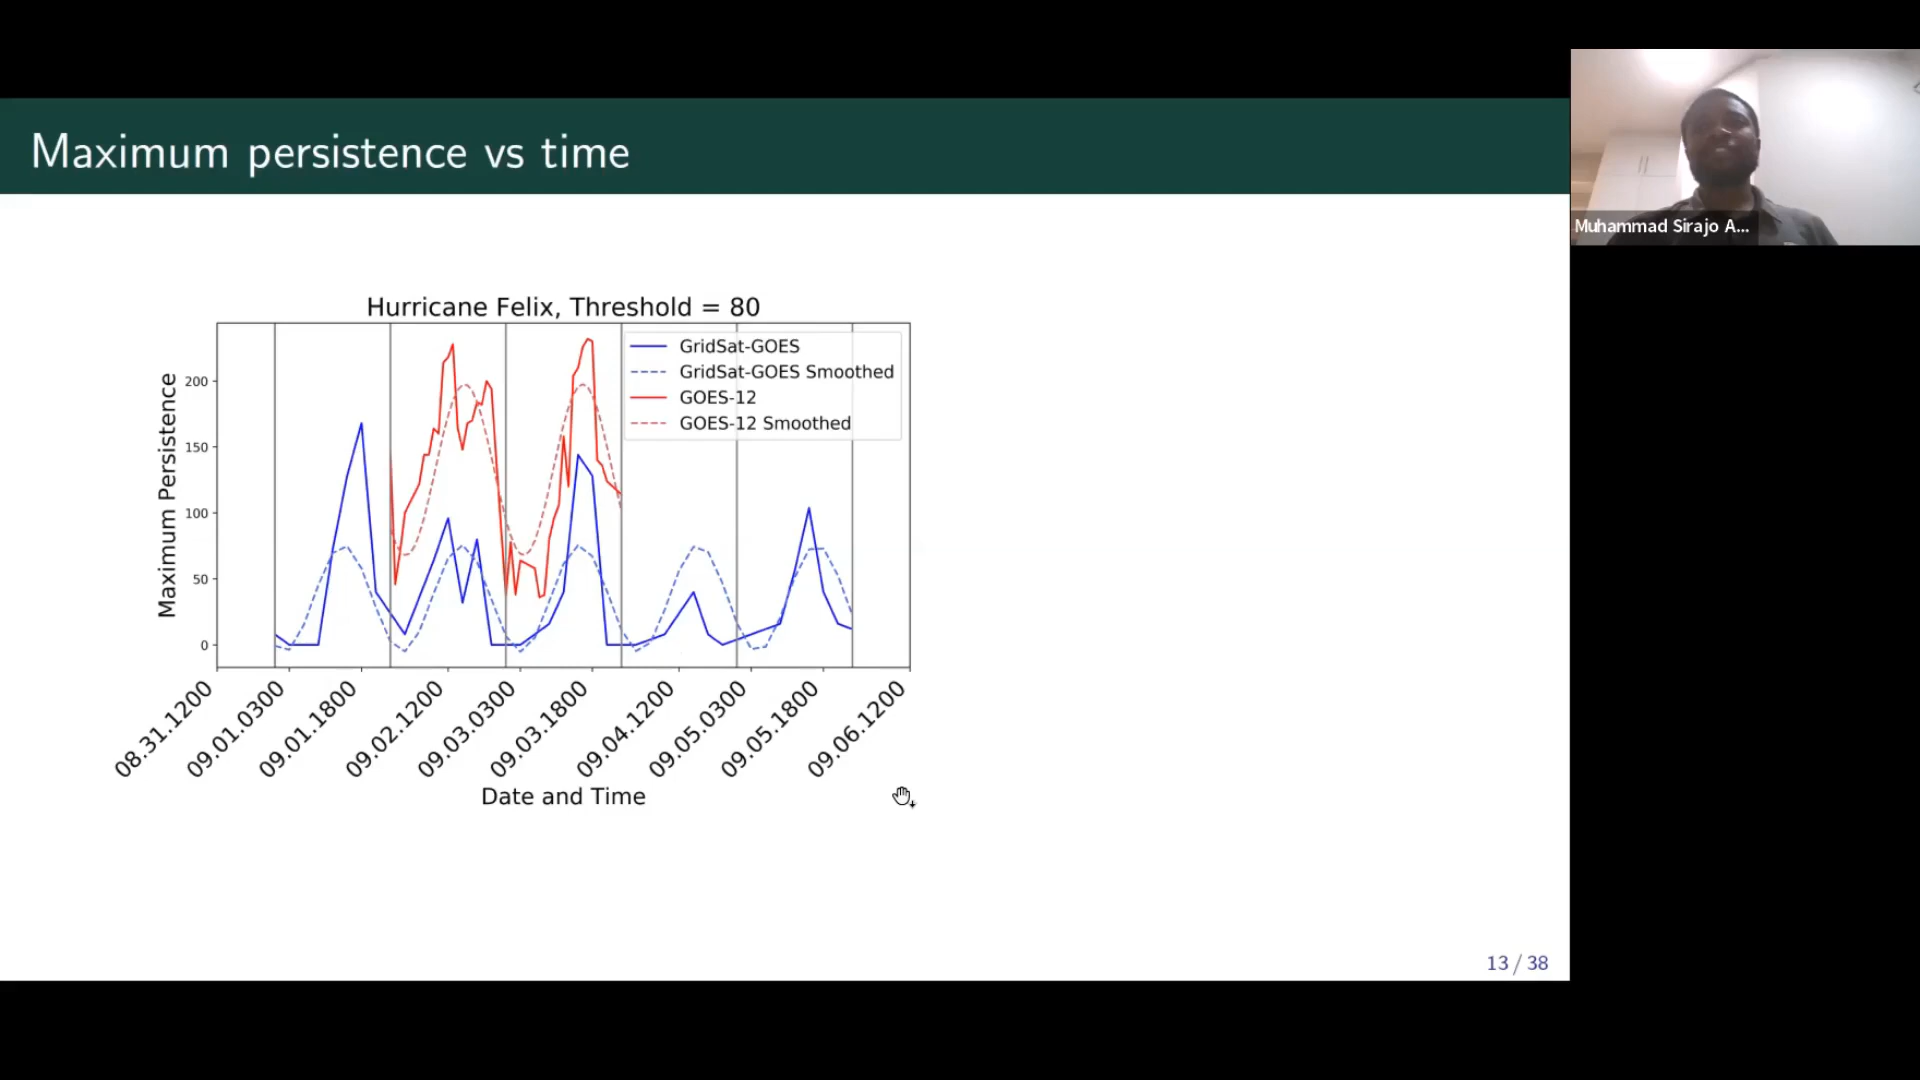 Maximum persistence vs time
Muhammad Sirajo A...
Hurricane Felix, Threshold = 80
GridSat-GOES
GridSat-GOES Smoothed
GOES-12
GOES-12 Smoothed
Maximum Persistence
200
150
100
50
0
08.31.1200
09.01.0300
09.01.1800
09.02.1200
09.03.0300
09.03.1800
09.04.1200
09.05.0300
09.05.1800
09.06.1200
Date and Time
13 / 38